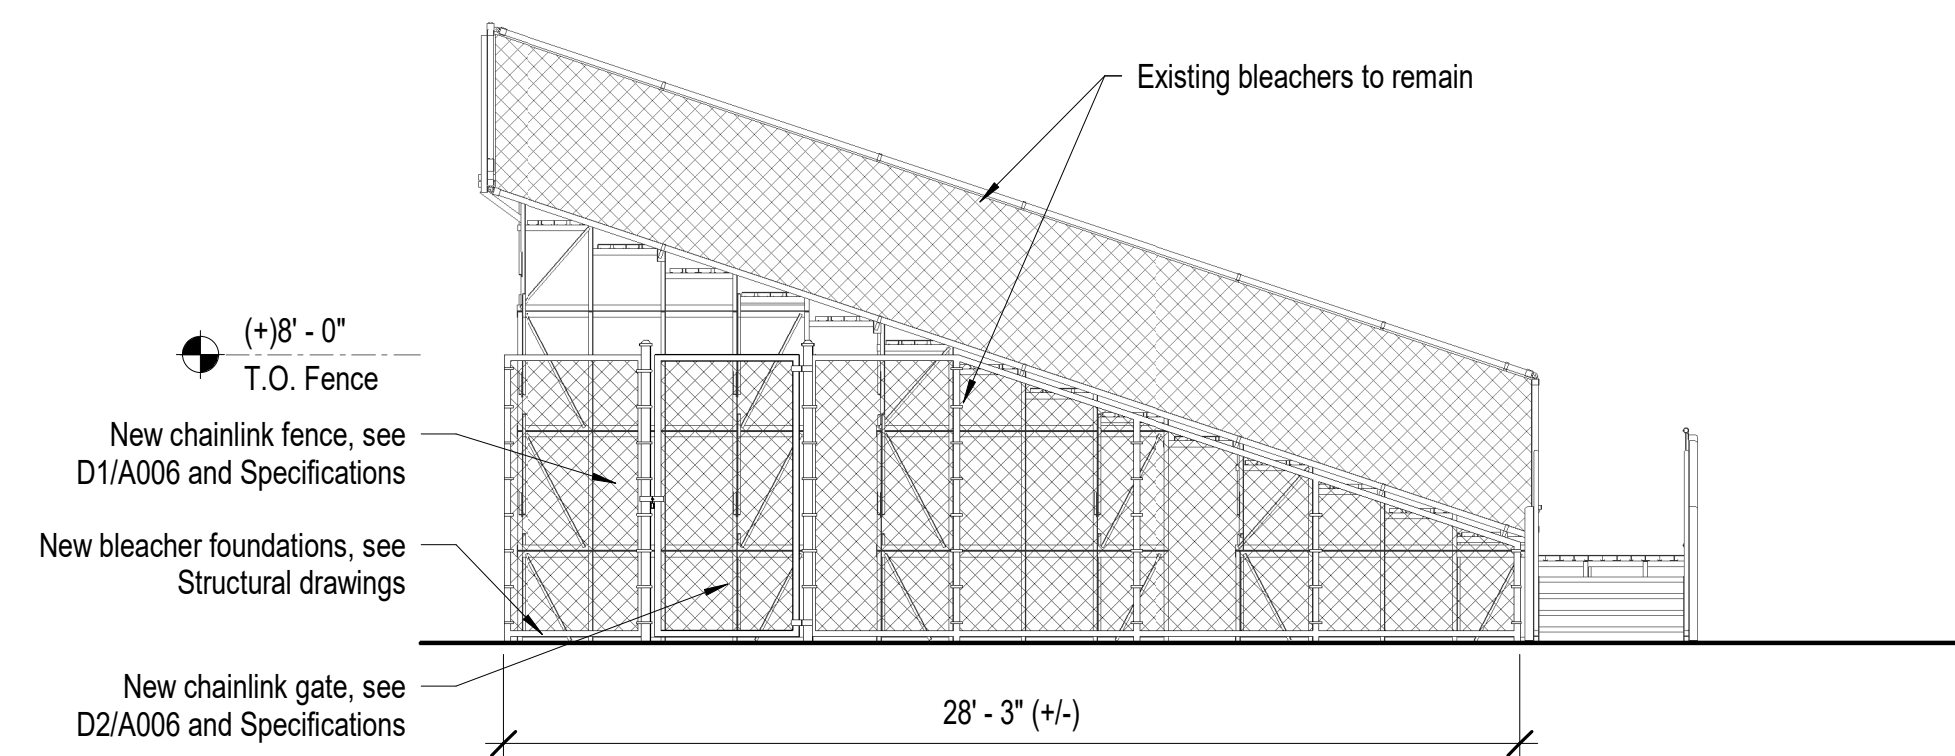 Existing bleachers to remain
(+)8' - 0"
T.O. Fence
New chainlink fence, see
D1/A006 and Specifications
New bleacher foundations, see
Structural drawings
New chainlink gate, see
D2/A006 and Specifications
28' - 3" (+/-)